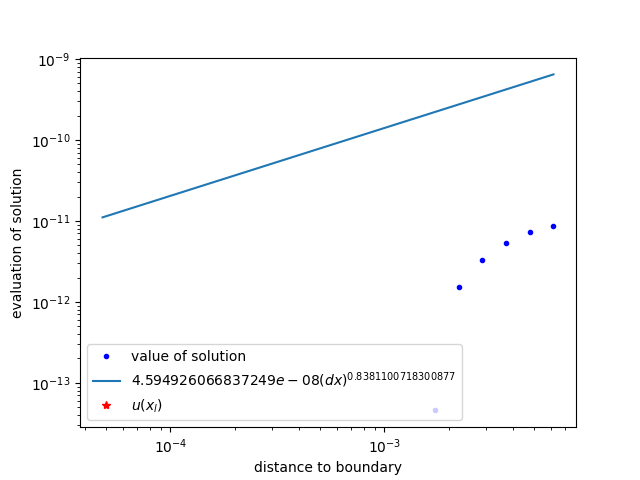 10⁻⁹
10⁻¹⁰
10⁻¹¹
10⁻¹²
10⁻¹³
evaluation of solution
value of solution
4.594926066837249e − 08(dx)^0.8381100718300877
u(x_l)
10⁻⁴ 10⁻³
distance to boundary